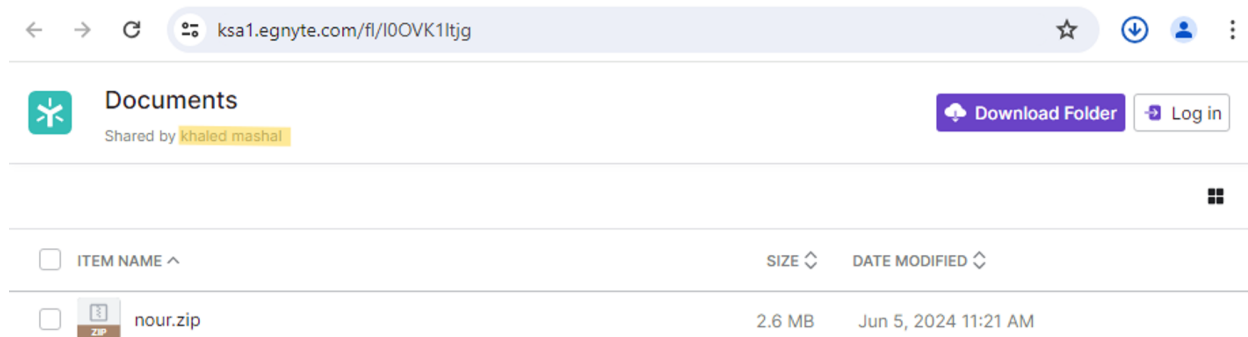 ksa1.egnyte.com/fl/I0OVK1Itjg
Documents
Shared by khaled mashal
Download Folder
Log in
ITEM NAME
SIZE
DATE MODIFIED
ZIP
nour.zip
2.6 MB
Jun 5, 2024 11:21 AM